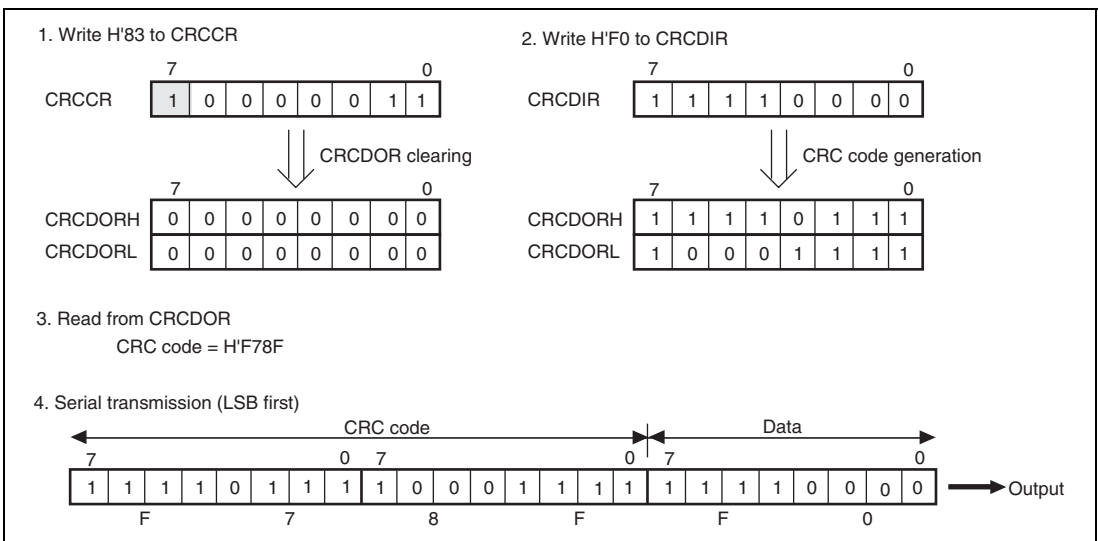 1. Write H'83 to CRCCR
7 0
CRCCR 1 0 0 0 0 0 1 1
CRCDOR clearing
7 0
CRCDORH 0 0 0 0 0 0 0 0
CRCDORL 0 0 0 0 0 0 0 0
2. Write H'F0 to CRCDIR
7 0
CRCDIR 1 1 1 1 0 0 0 0
CRC code generation
7 0
CRCDORH 1 1 1 1 0 1 1 1
CRCDORL 1 0 0 0 1 1 1 1
3. Read from CRCDOR
CRC code = H'F78F
4. Serial transmission (LSB first)
CRC code Data
7 0 7 0 7 0
1 1 1 1 0 1 1 1 1 0 0 0 1 1 1 1 1 1 1 1 0 0 0 0 Output
F 7 8 F F 0